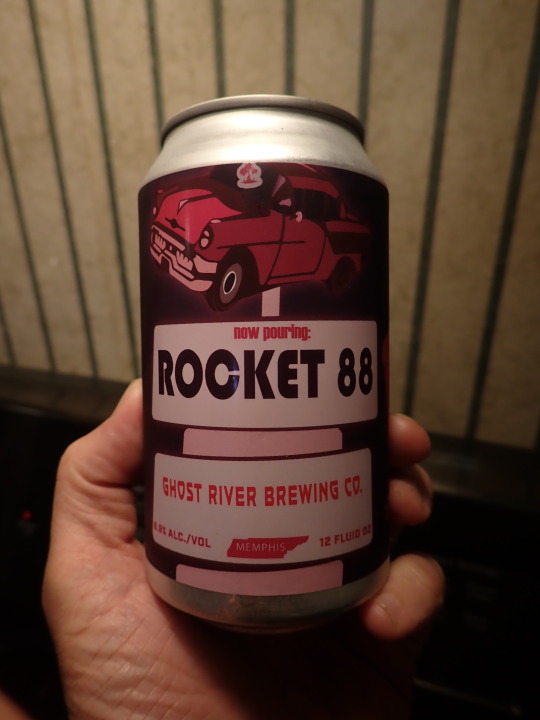 now pouring:
ROCKET 88
GHOST RIVER BREWING CO.
ALC./VOL
MEMPHIS
12 FLUID OZ